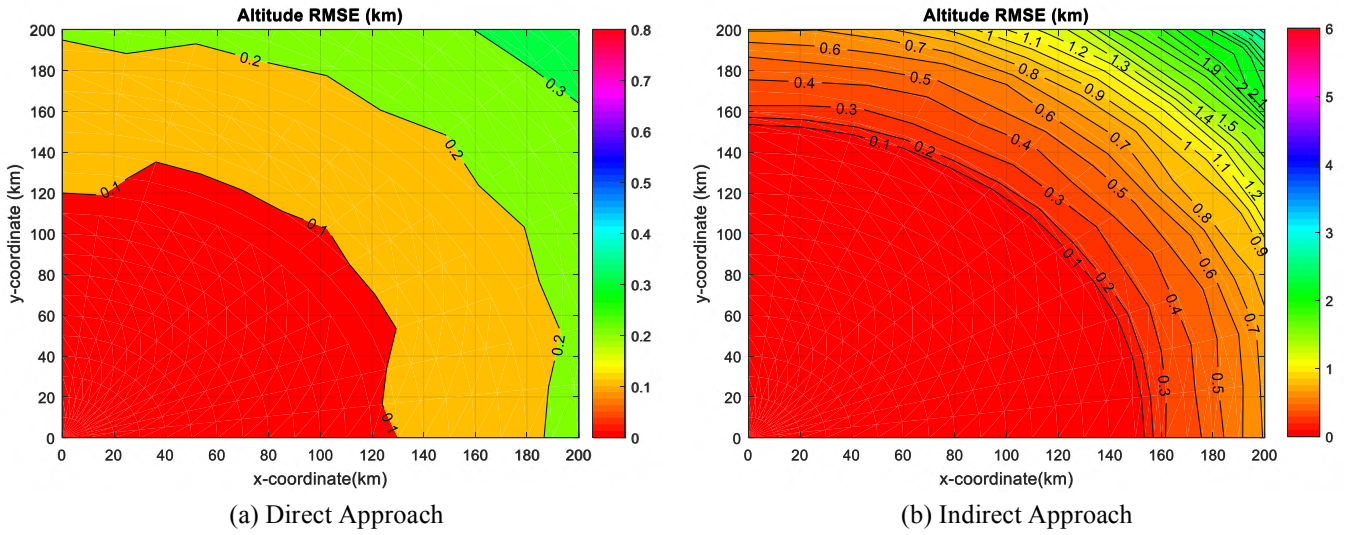 Altitude RMSE (km)
200
180
160
140
120
100
80
60
40
20
0
y-coordinate (km)
0 20 40 60 80 100 120 140 160 180 200
x-coordinate(km)
0.2
0.3
0.2
0.1
0.1
0.2
0.1
0.8
0.7
0.6
0.5
0.4
0.3
0.2
0.1
0
(a) Direct Approach
Altitude RMSE (km)
200
180
160
140
120
100
80
60
40
20
0
y-coordinate (km)
0 20 40 60 80 100 120 140 160 180 200
x-coordinate(km)
0.6 0.7 1 1.1 1.2 1.3 1.9
0.4 0.5 0.8 0.9 2 2.1
0.3 0.6 1.4 1.5
0.1 0.2 0.4 0.7 1 1.1 1.2
0.3 0.5 0.8 0.9
0.1 0.2 0.4 0.6 0.7
0.3 0.5
6
5
4
3
2
1
0
(b) Indirect Approach